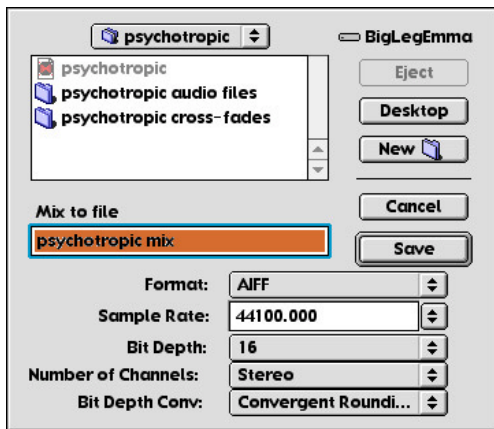 psychotropic
BigLegEmma
psychotropic
psychotropic audio files
psychotropic cross-fades
Eject
Desktop
New
Mix to file
psychotropic mix
Cancel
Save
Format: AIFF
Sample Rate: 44100.000
Bit Depth: 16
Number of Channels: Stereo
Bit Depth Conv: Convergent Roundi...